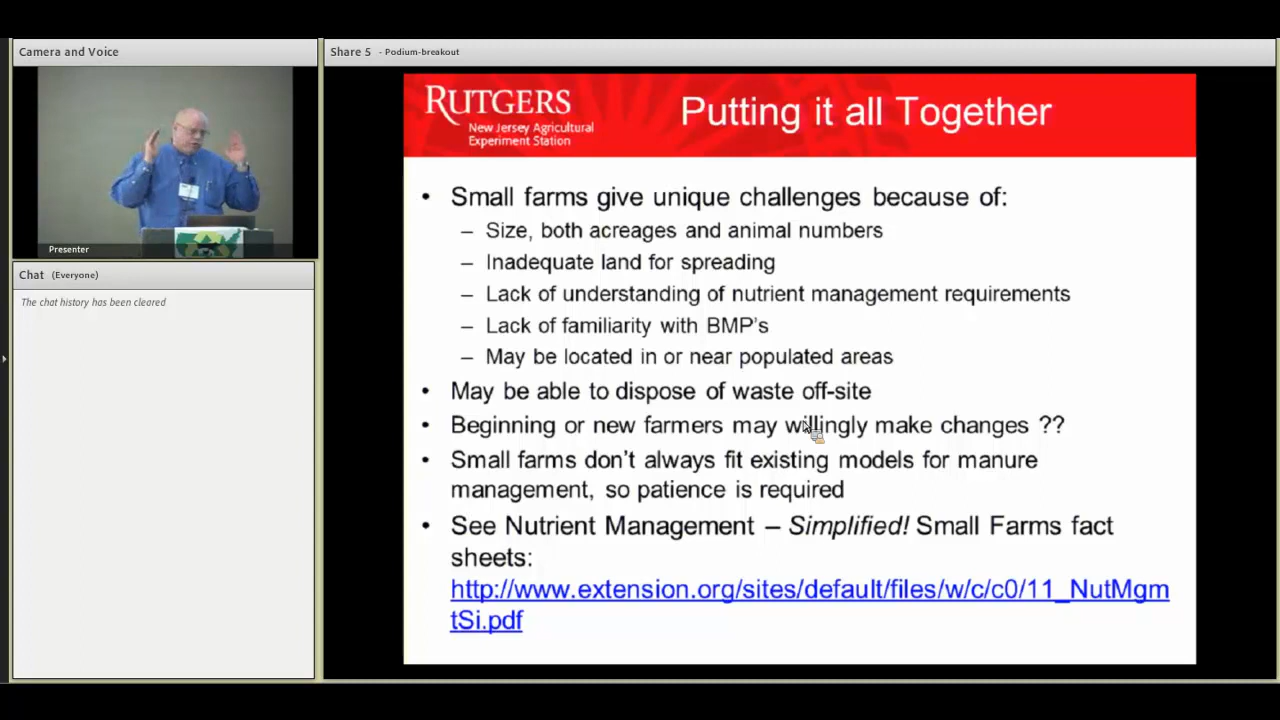 Camera and Voice
Presenter
Chat (Everyone)
The chat history has been cleared
Share 5 - Podium-breakout
RUTGERS
New Jersey Agricultural
Experiment Station
Putting it all Together
• Small farms give unique challenges because of:
– Size, both acreages and animal numbers
– Inadequate land for spreading
– Lack of understanding of nutrient management requirements
– Lack of familiarity with BMP's
– May be located in or near populated areas
• May be able to dispose of waste off-site
• Beginning or new farmers may willingly make changes ??
• Small farms don't always fit existing models for manure
management, so patience is required
• See Nutrient Management – Simplified! Small Farms fact
sheets:
http://www.extension.org/sites/default/files/w/c/c0/11_NutMgm
tSi.pdf